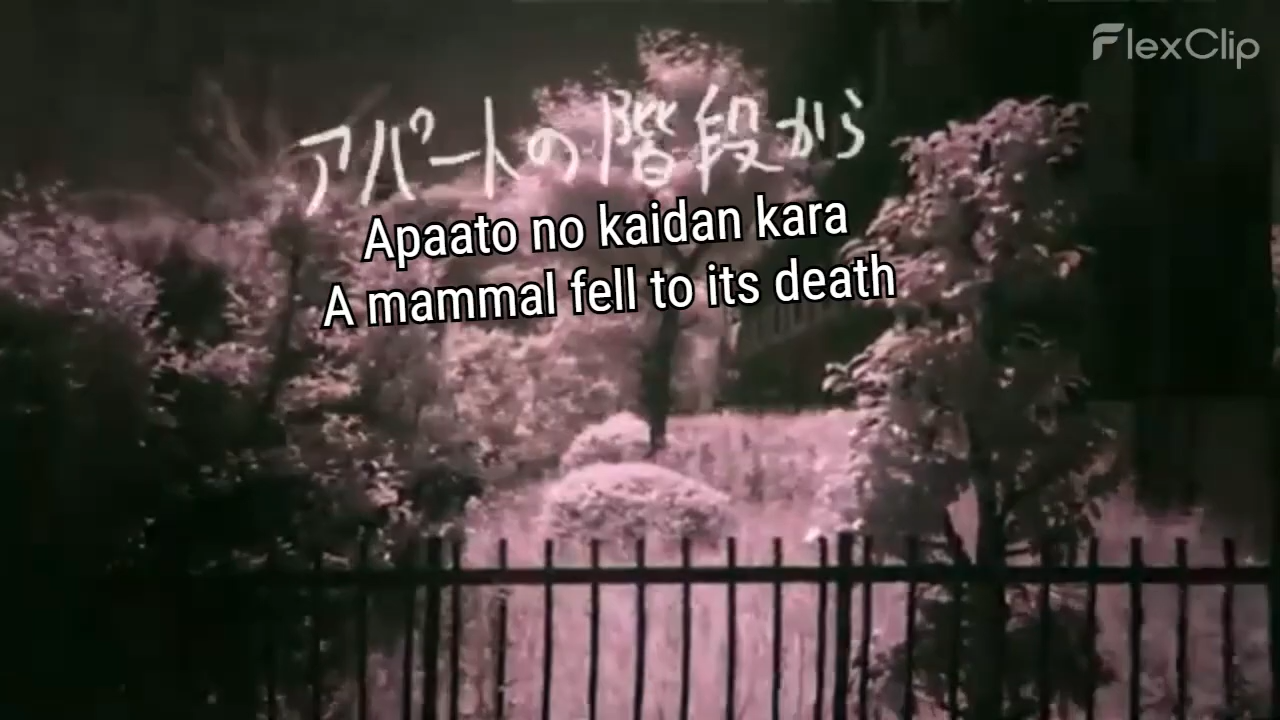 FlexClip
アパートの階段から
Apaato no kaidan kara
A mammal fell to its death